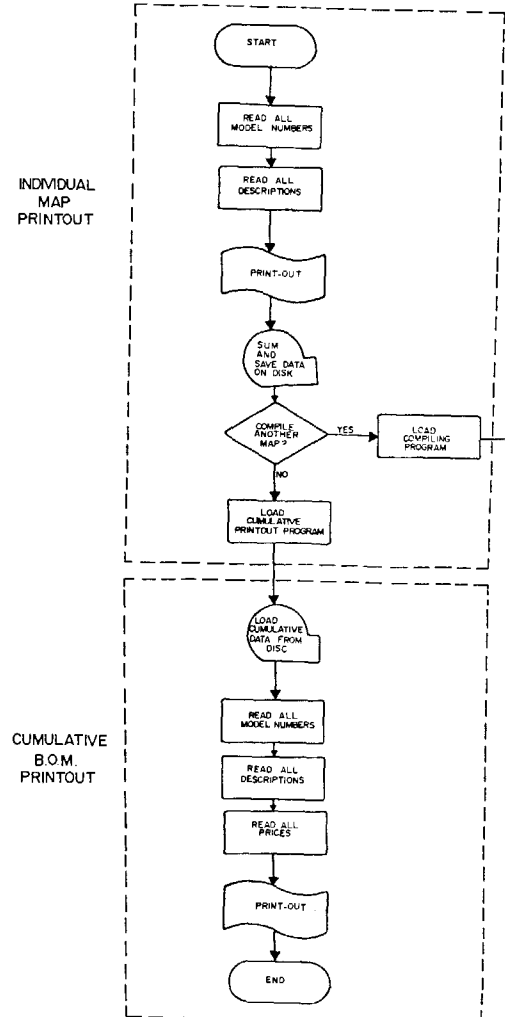 START
READ ALL
MODEL NUMBERS
READ ALL
DESCRIPTIONS
INDIVIDUAL
MAP
PRINTOUT
PRINT-OUT
SUM
AND
SAVE DATA
ON DISK
COMPILE
ANOTHER
MAP?
YES
LOAD
COMPILING
PROGRAM
NO
LOAD
CUMULATIVE
PRINTOUT PROGRAM
LOAD
CUMULATIVE
DATA FROM
DISC
READ ALL
MODEL NUMBERS
CUMULATIVE
B.O.M.
PRINTOUT
READ ALL
DESCRIPTIONS
READ ALL
PRICES
PRINT-OUT
END